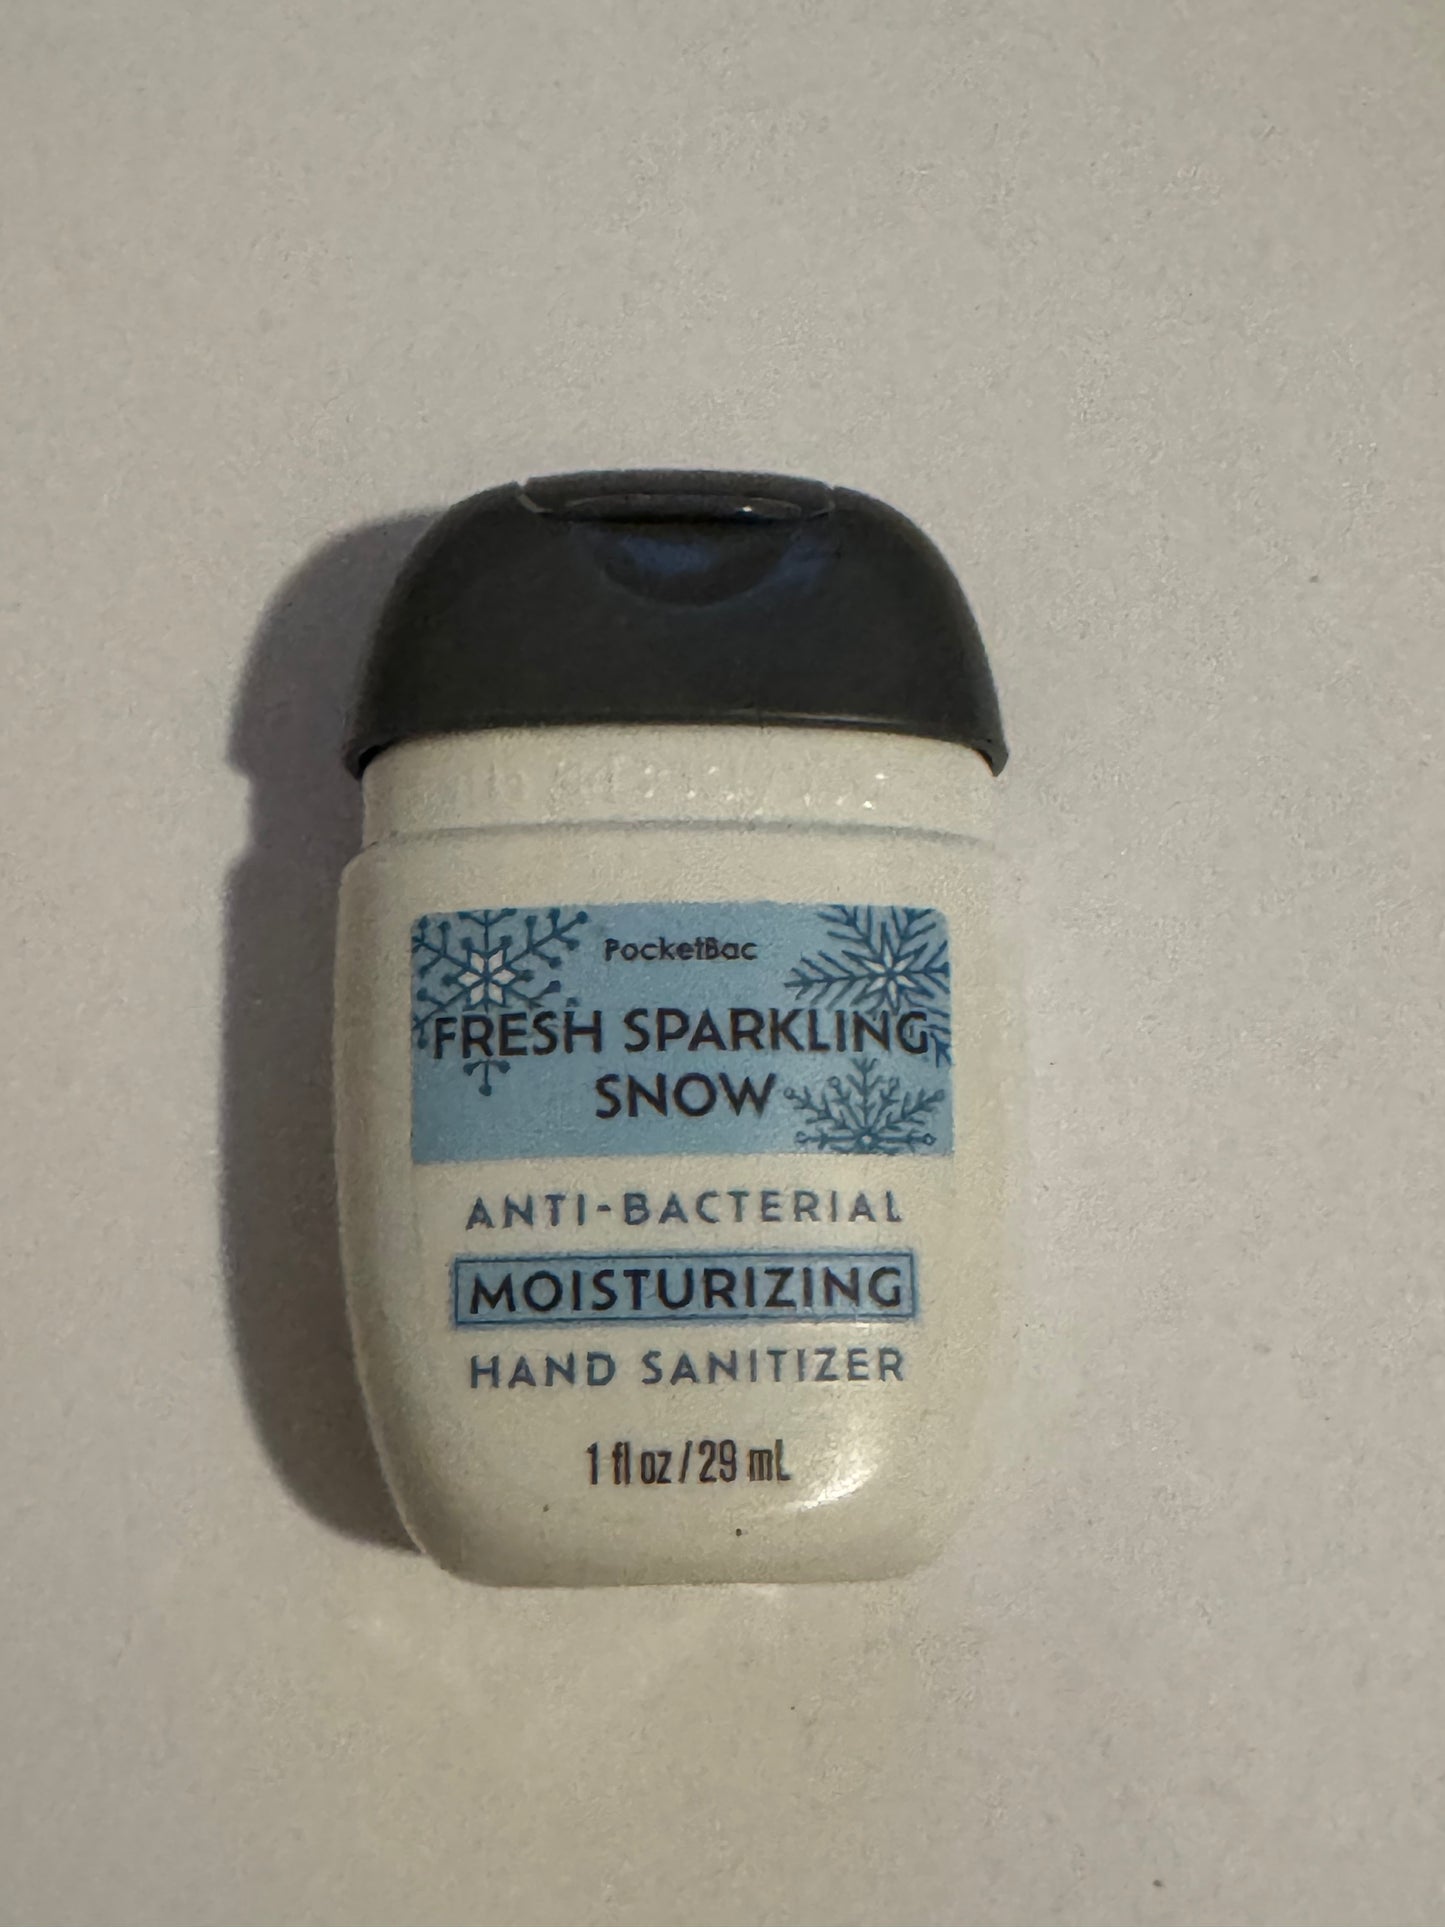 PocketBac
FRESH SPARKLING
SNOW
ANTI-BACTERIAL
MOISTURIZING
HAND SANITIZER
1 fl oz / 29 mL